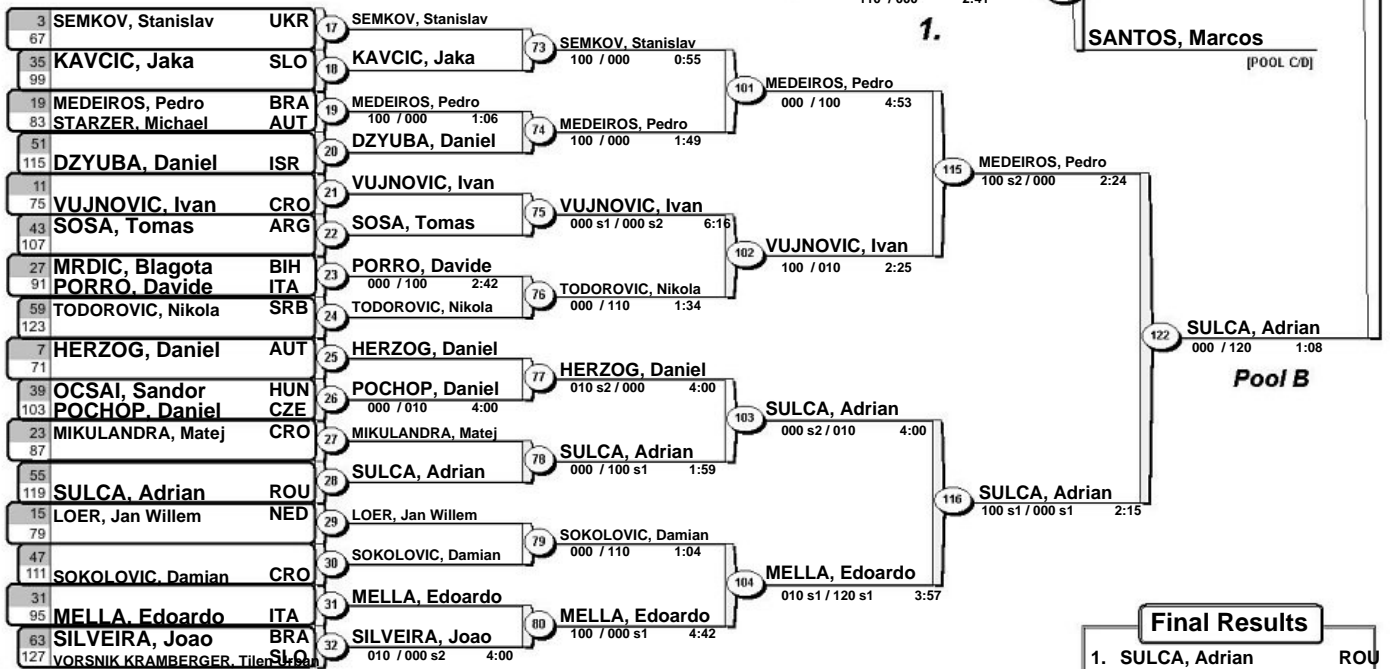 110 / 000 2:41
1.
SANTOS, Marcos
[POOL C/D]
3 SEMKOV, Stanislav UKR
67
35 KAVCIC, Jaka SLO
99
19 MEDEIROS, Pedro BRA
83 STARZER, Michael AUT
51
115 DZYUBA, Daniel ISR
11
75 VUJNOVIC, Ivan CRO
43 SOSA, Tomas ARG
107
27 MRDIC, Blagota BIH
91 PORRO, Davide ITA
59 TODOROVIC, Nikola SRB
123
7 HERZOG, Daniel AUT
71
39 OCSAI, Sandor HUN
103 POCHOP, Daniel CZE
23 MIKULANDRA, Matej CRO
87
55
119 SULCA, Adrian ROU
15 LOER, Jan Willem NED
79
47
111 SOKOLOVIC, Damian CRO
31
95 MELLA, Edoardo ITA
63 SILVEIRA, Joao BRA
127 VORSNIK KRAMBERGER, Tilen Urban SLO
17 SEMKOV, Stanislav
18 KAVCIC, Jaka
19 MEDEIROS, Pedro
100 / 000 1:06
20 DZYUBA, Daniel
21 VUJNOVIC, Ivan
22 SOSA, Tomas
23 PORRO, Davide
000 / 100 2:42
24 TODOROVIC, Nikola
25 HERZOG, Daniel
26 POCHOP, Daniel
000 / 010 4:00
27 MIKULANDRA, Matej
28 SULCA, Adrian
29 LOER, Jan Willem
30 SOKOLOVIC, Damian
31 MELLA, Edoardo
32 SILVEIRA, Joao
010 / 000 s2 4:00
73 SEMKOV, Stanislav
100 / 000 0:55
74 MEDEIROS, Pedro
100 / 000 1:49
75 VUJNOVIC, Ivan
000 s1 / 000 s2 6:16
76 TODOROVIC, Nikola
000 / 110 1:34
77 HERZOG, Daniel
010 s2 / 000 4:00
78 SULCA, Adrian
000 / 100 s1 1:59
79 SOKOLOVIC, Damian
000 / 110 1:04
80 MELLA, Edoardo
100 / 000 s1 4:42
101 MEDEIROS, Pedro
000 / 100 4:53
102 VUJNOVIC, Ivan
100 / 010 2:25
103 SULCA, Adrian
000 s2 / 010 4:00
104 MELLA, Edoardo
010 s1 / 120 s1 3:57
115 MEDEIROS, Pedro
100 s2 / 000 2:24
116 SULCA, Adrian
100 s1 / 000 s1 2:15
122 SULCA, Adrian
000 / 120 1:08
Pool B
Final Results
1. SULCA, Adrian ROU